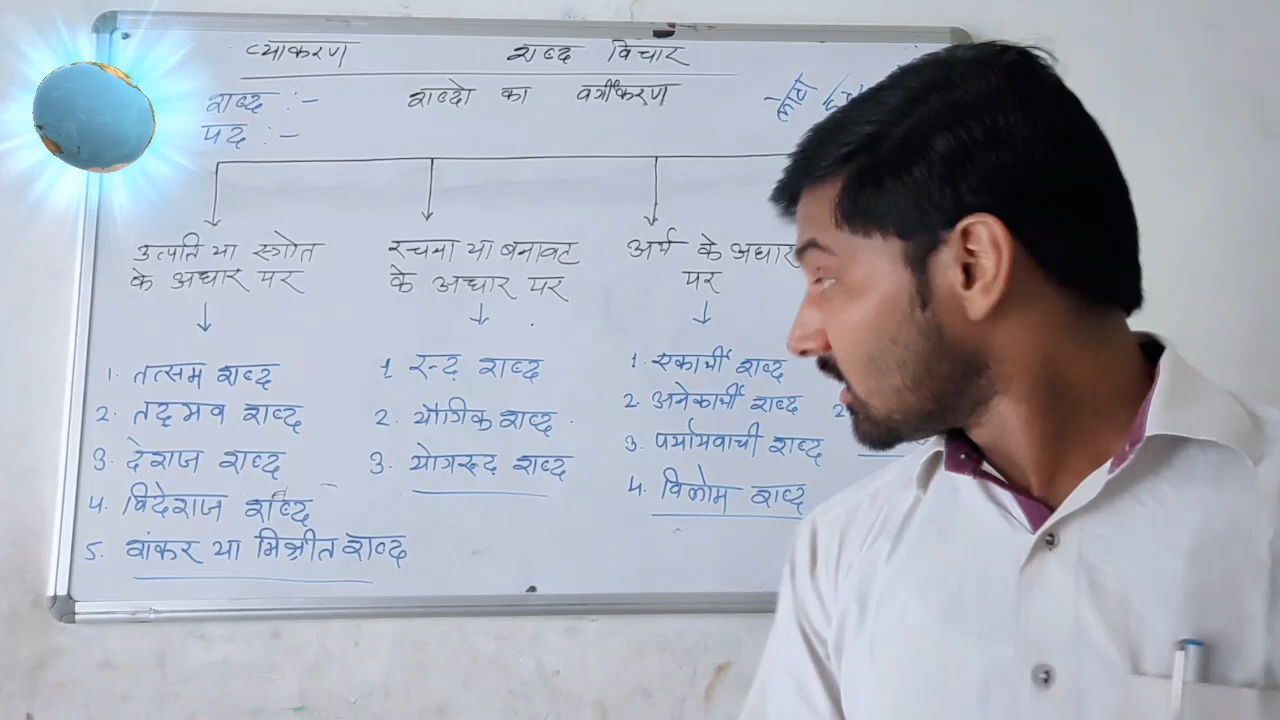 व्याकरण शब्द विचार
शब्द :-
शब्दो का वर्गीकरण
पद :-
उत्पति या स्त्रोत
के अधार पर
1. तत्सम शब्द
2. तद्भव शब्द
3. देशज शब्द
4. विदेशज शब्द
5. शंकर या मिश्रीत शब्द
रचना या बनावट
के अधार पर
1 रूढ़ शब्द
2. यौगिक शब्द
3. योगरूढ़ शब्द
अर्थ के अधार
पर
1. एकार्थी शब्द
2. अनेकार्थी शब्द
3. पर्यायवाची शब्द
4. विलोम शब्द
2